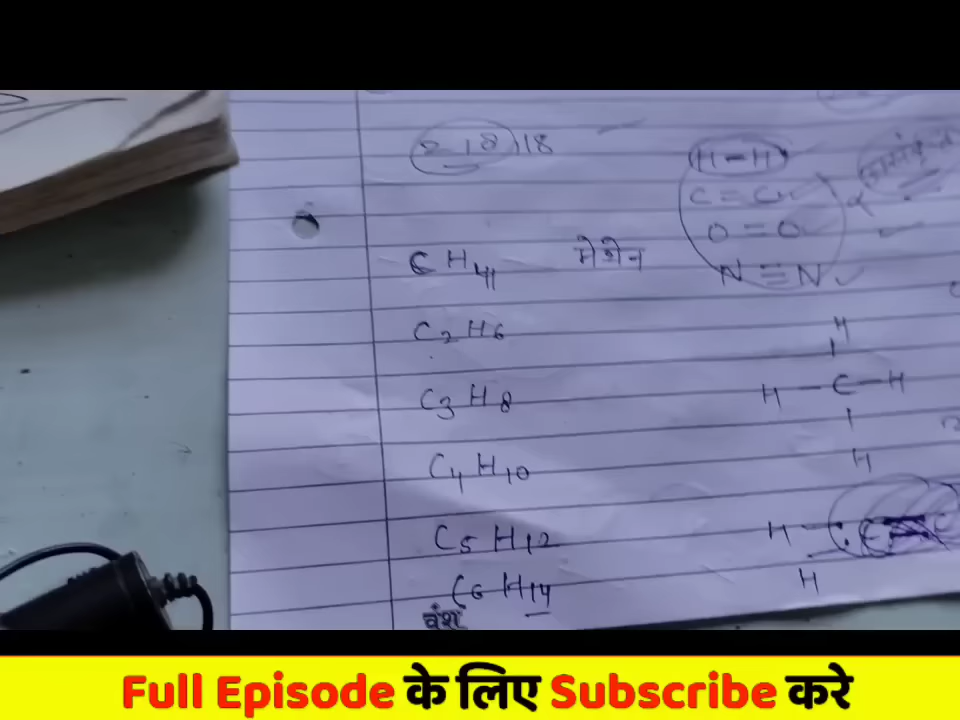 2,8,18
H-H
C=C
O=O
CH4 मेथेन
N≡N
C2H6
H
C3H8
H-C-H
C4H10
H
C5H12
H
C6H14
H
वंश
Full Episode के लिए Subscribe करे